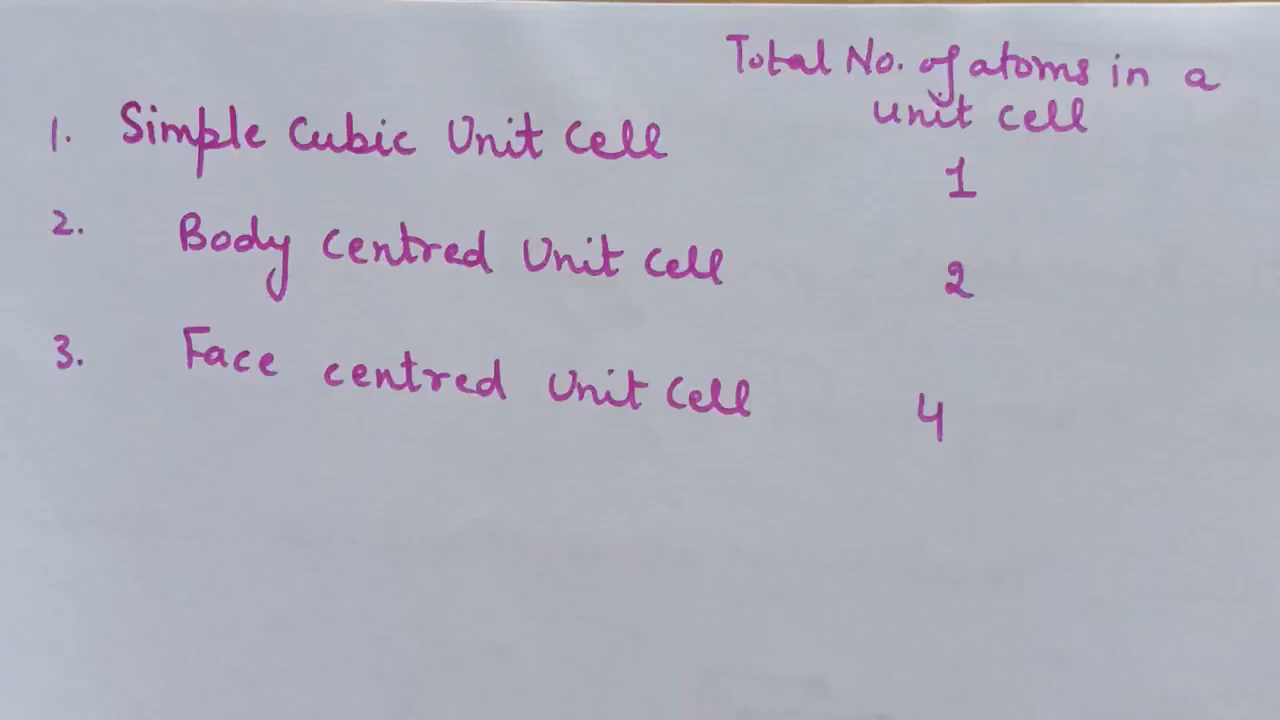 Total No. of atoms in a
unit cell
1. Simple Cubic Unit Cell
1
2. Body Centred Unit Cell
2
3. Face centred Unit Cell
4